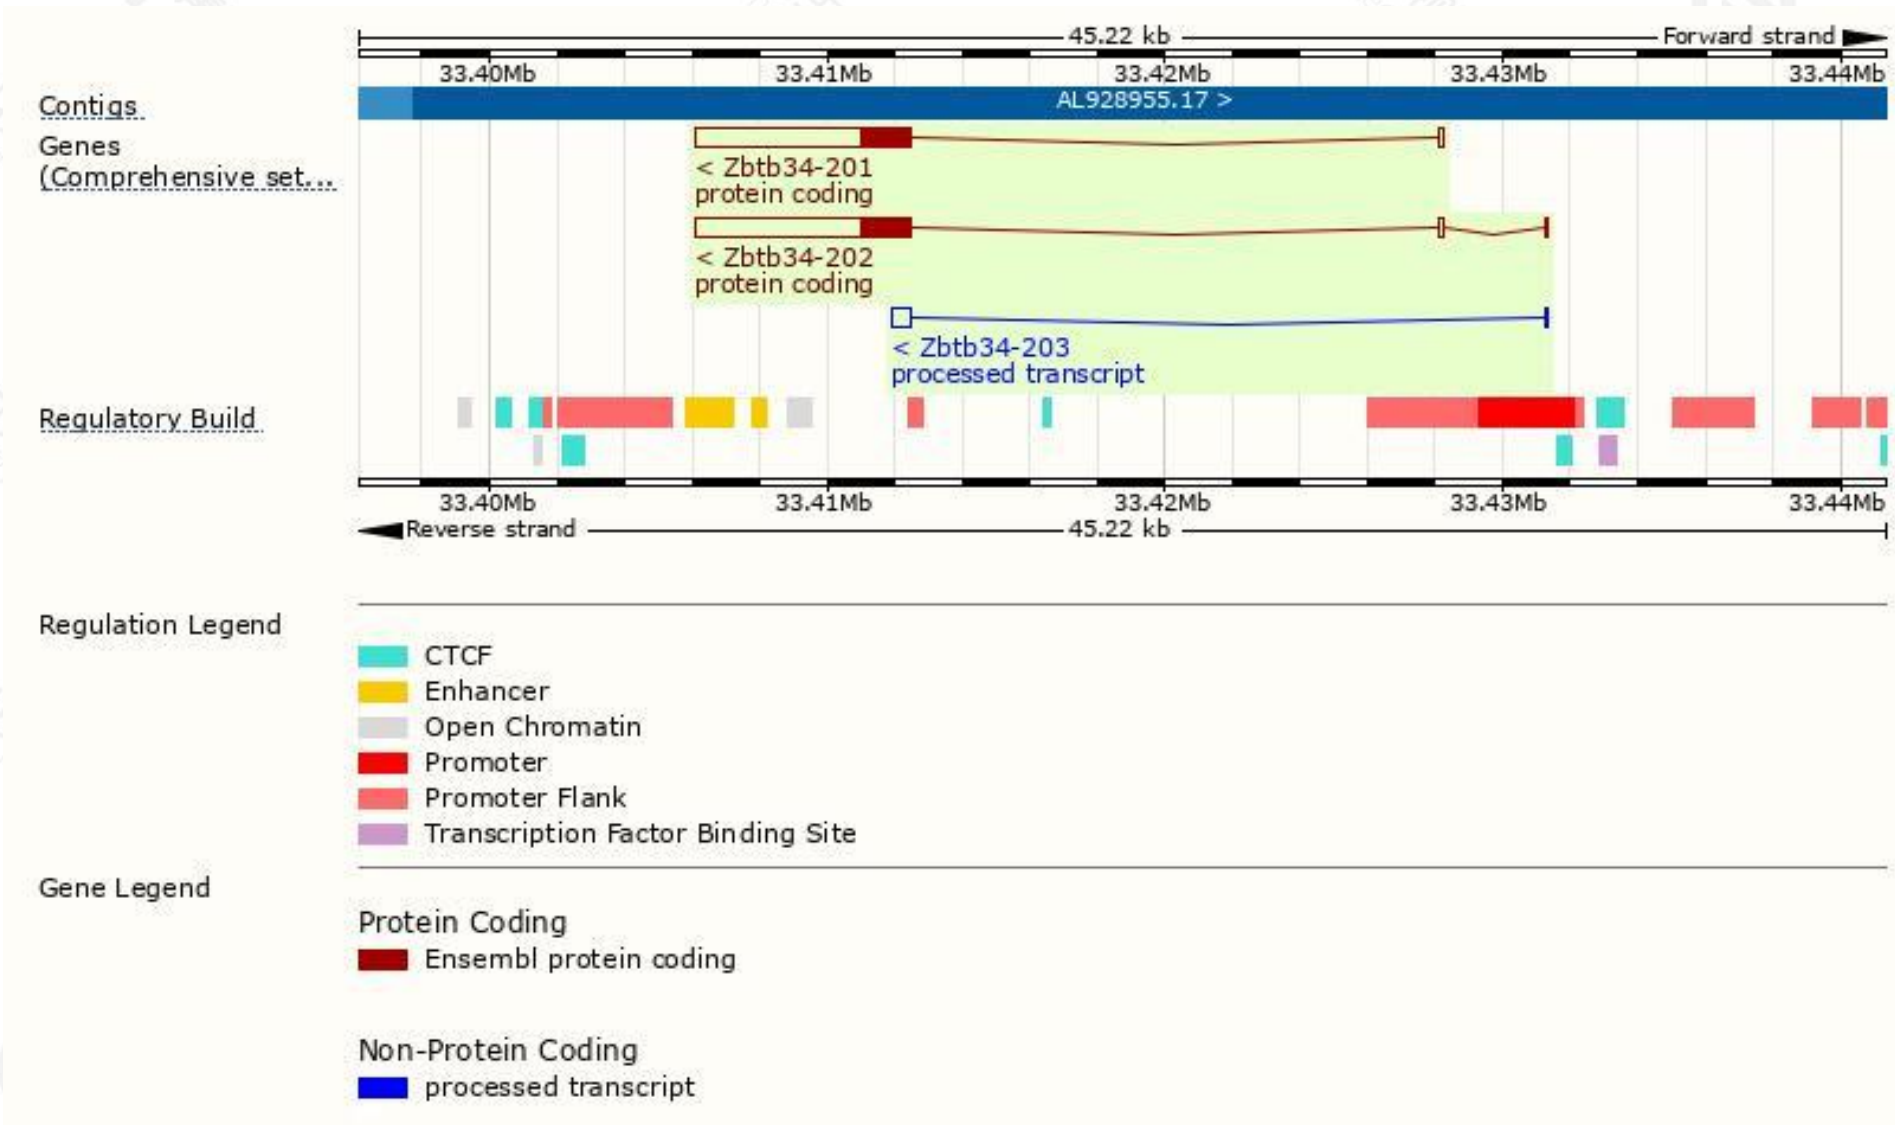 45.22 kb
Forward strand
33.40Mb 33.41Mb 33.42Mb 33.43Mb 33.44Mb
Contigs
AL928955.17 >
Genes
(Comprehensive set...
< Zbtb34-201
protein coding
< Zbtb34-202
protein coding
< Zbtb34-203
processed transcript
Regulatory Build
33.40Mb 33.41Mb 33.42Mb 33.43Mb 33.44Mb
Reverse strand
45.22 kb
Regulation Legend
CTCF
Enhancer
Open Chromatin
Promoter
Promoter Flank
Transcription Factor Binding Site
Gene Legend
Protein Coding
Ensembl protein coding
Non-Protein Coding
processed transcript